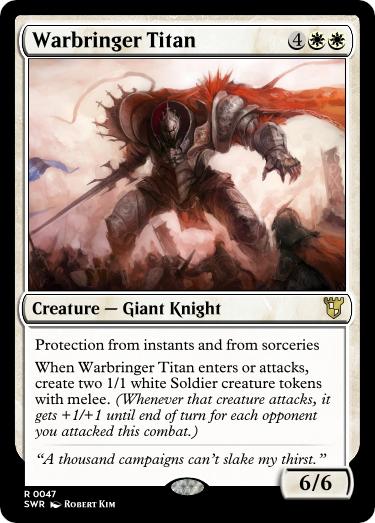 Warbringer Titan 4
Creature — Giant Knight
Protection from instants and from sorceries
When Warbringer Titan enters or attacks,
create two 1/1 white Soldier creature tokens
with melee. (Whenever that creature attacks, it
gets +1/+1 until end of turn for each opponent
you attacked this combat.)
“A thousand campaigns can’t slake my thirst.”
6/6
R 0047
SWR Robert Kim